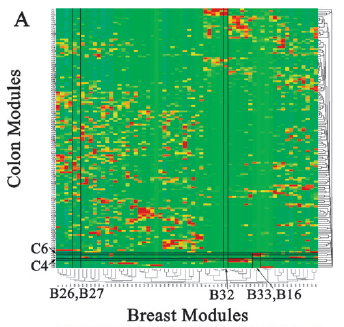 A
Colon Modules
C6
C4
B26,B27
B32
B33,B16
Breast Modules